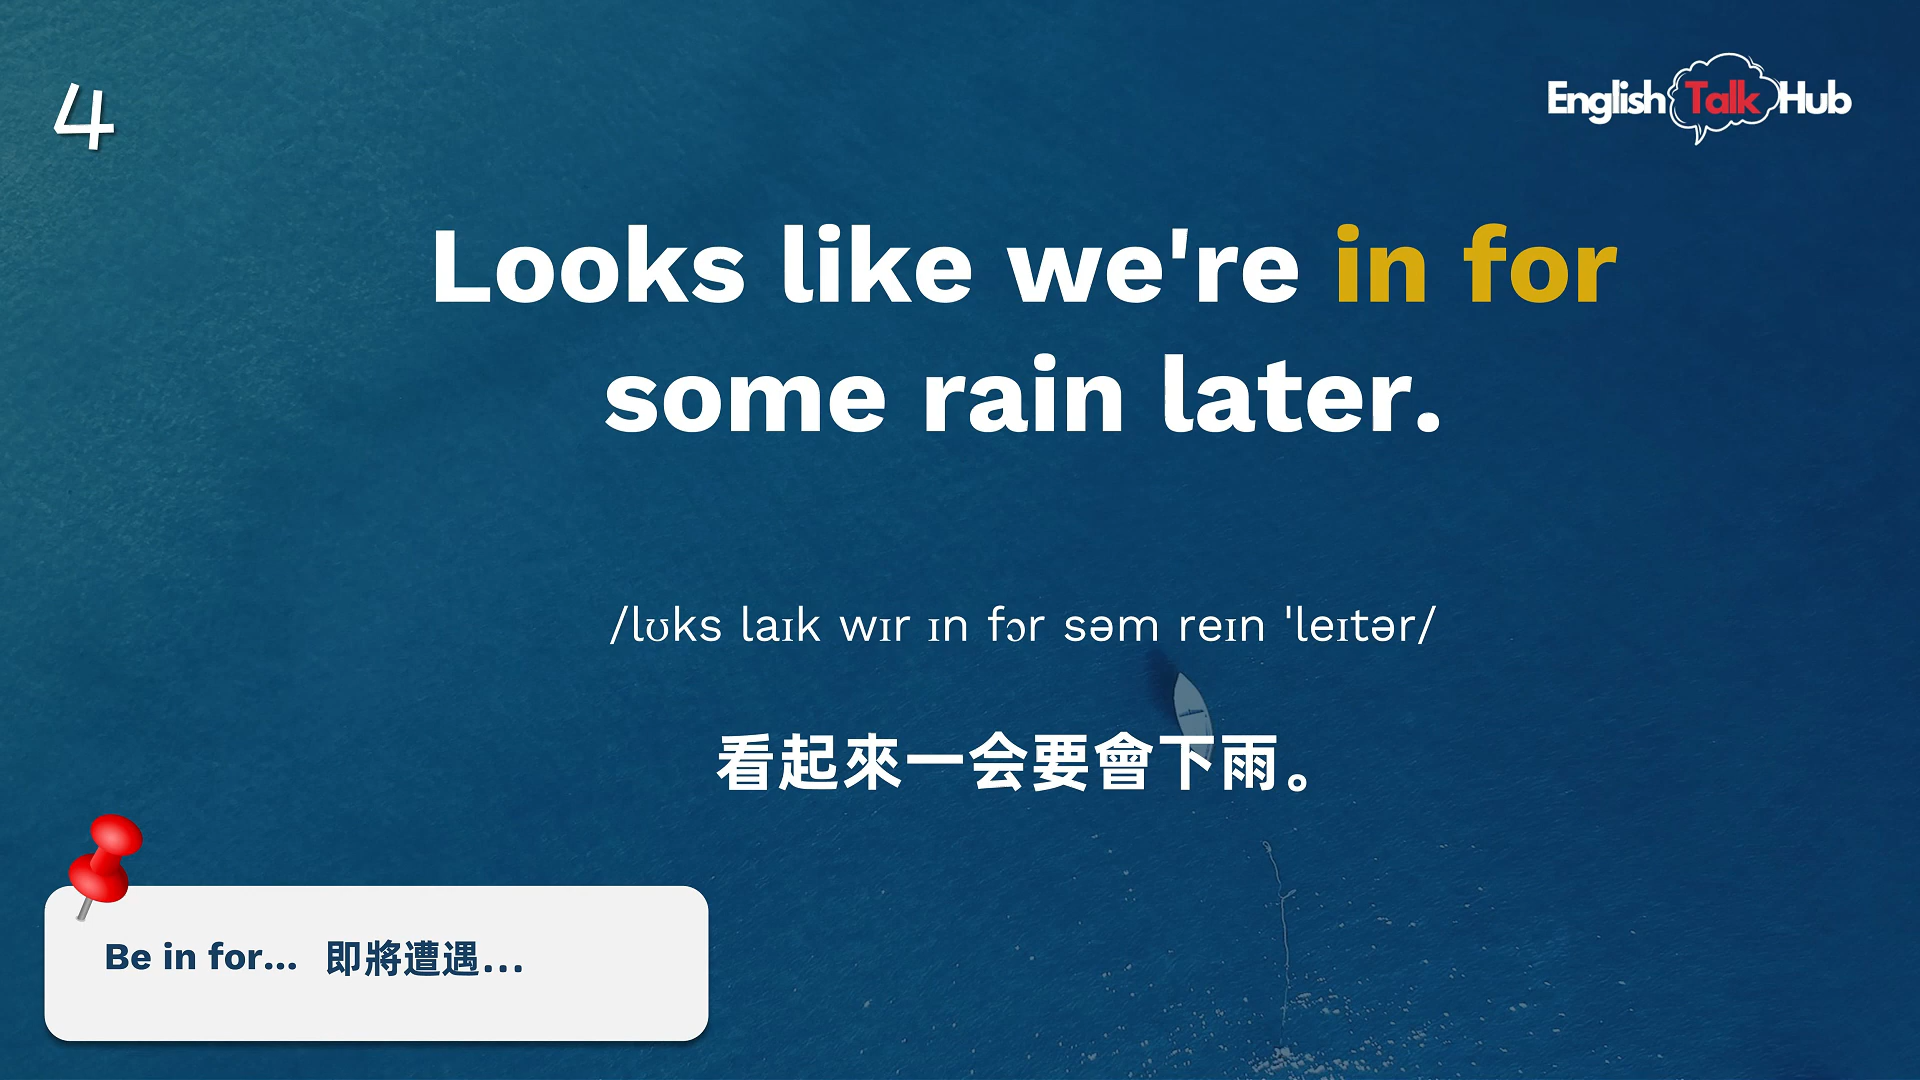 4
English Talk Hub
Looks like we're in for
some rain later.
/lʊks laɪk wɪr ɪn fɔr səm reɪn 'leɪtər/
看起來一会要會下雨。
Be in for... 即將遭遇...